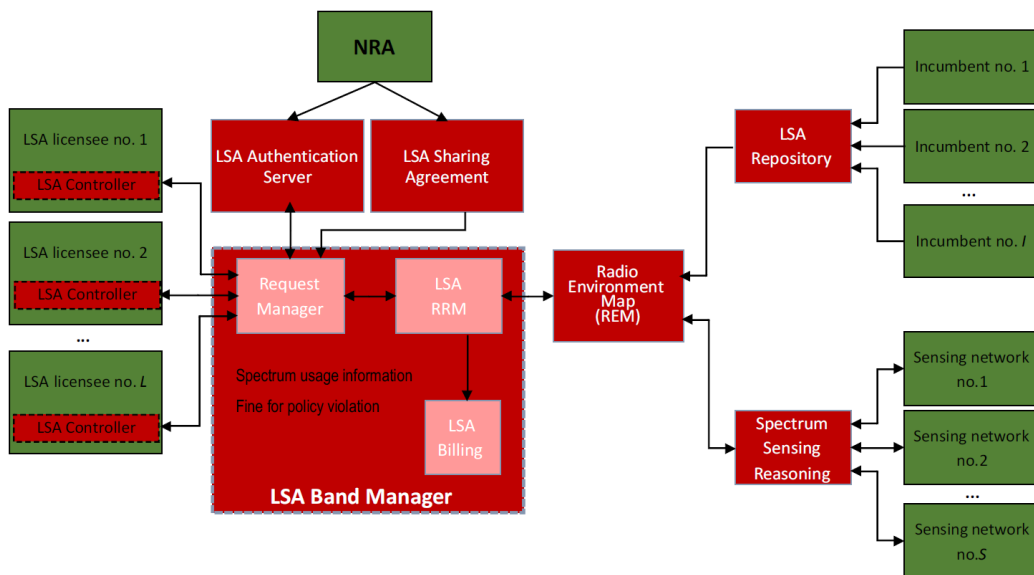 NRA
LSA licensee no. 1
LSA Controller
LSA licensee no. 2
LSA Controller
...
LSA licensee no. L
LSA Controller
LSA Authentication
Server
LSA Sharing
Agreement
Request
Manager
LSA
RRM
Spectrum usage information
Fine for policy violation
LSA
Billing
LSA Band Manager
Radio
Environment
Map
(REM)
LSA
Repository
Incumbent no. 1
Incumbent no. 2
...
Incumbent no. I
Spectrum
Sensing
Reasoning
Sensing network
no.1
Sensing network
no.2
...
Sensing network
no.S